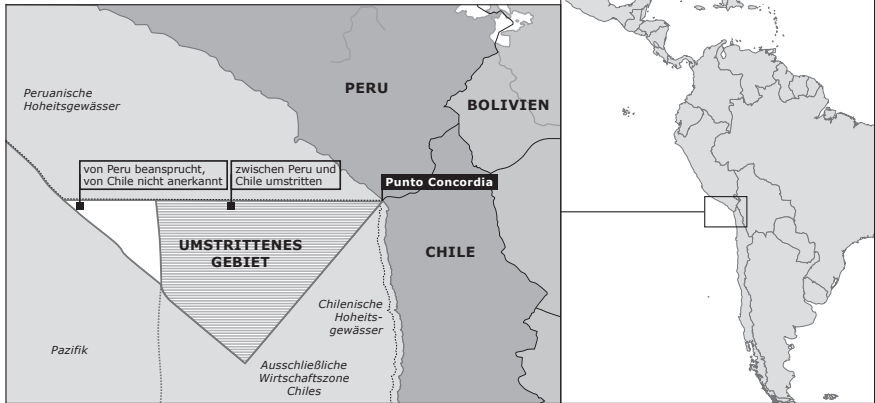 Peruanische
Hoheitsgewässer
PERU
BOLIVIEN
von Peru beansprucht,
von Chile nicht anerkannt
zwischen Peru und
Chile umstritten
Punto Concordia
UMSTRITTENES
GEBIET
CHILE
Chilenische
Hoheits-
gewässer
Pazifik
Ausschließliche
Wirtschaftszone
Chiles